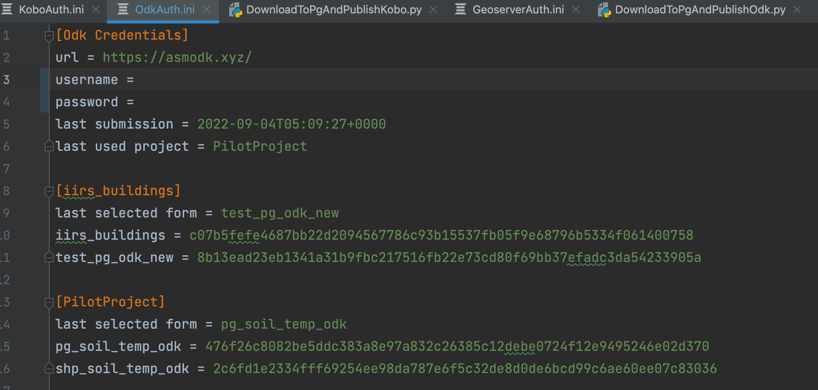 KoboAuth.ini OdkAuth.ini DownloadToPgAndPublishKobo.py GeoserverAuth.ini DownloadToPgAndPublishOdk.py
1 [Odk Credentials]
2 url = https://asmodk.xyz/
3 username =
4 password =
5 last submission = 2022-09-04T05:09:27+0000
6 last used project = PilotProject
7
8 [iirs_buildings]
9 last selected form = test_pg_odk_new
10 iirs_buildings = c07b5fefe4687bb22d2094567786c93b15537fb05f9e68796b5334f061400758
11 test_pg_odk_new = 8b13ead23eb1341a31b9fbc217516fb22e73cd80f69bb37efadc3da54233905a
12
13 [PilotProject]
14 last selected form = pg_soil_temp_odk
15 pg_soil_temp_odk = 476f26c8082be5ddc383a8e97a832c26385c12debe0724f12e9495246e02d370
16 shp_soil_temp_odk = 2c6fd1e2334fff69254ee98da787e6f5c32de8d0de6bcd99c6ae60ee07c83036